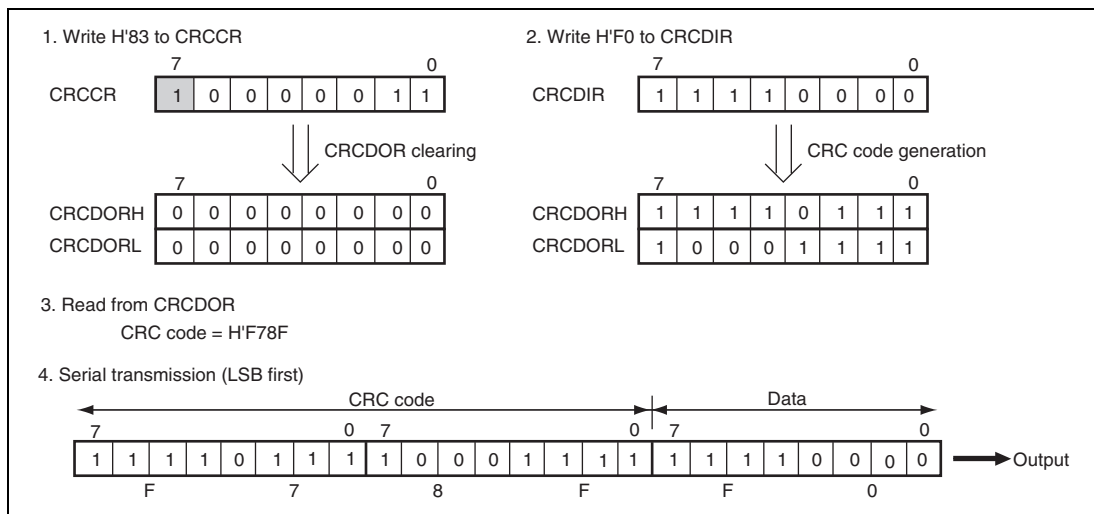 1. Write H'83 to CRCCR
7 0
CRCCR 1 0 0 0 0 0 1 1
CRCDOR clearing
7 0
CRCDORH 0 0 0 0 0 0 0 0
CRCDORL 0 0 0 0 0 0 0 0
2. Write H'F0 to CRCDIR
7 0
CRCDIR 1 1 1 1 0 0 0 0
CRC code generation
7 0
CRCDORH 1 1 1 1 0 1 1 1
CRCDORL 1 0 0 0 1 1 1 1
3. Read from CRCDOR
CRC code = H'F78F
4. Serial transmission (LSB first)
CRC code Data
7 0 7 0 7 0
1 1 1 1 0 1 1 1 1 0 0 0 1 1 1 1 1 1 1 1 0 0 0 0 Output
F 7 8 F F 0